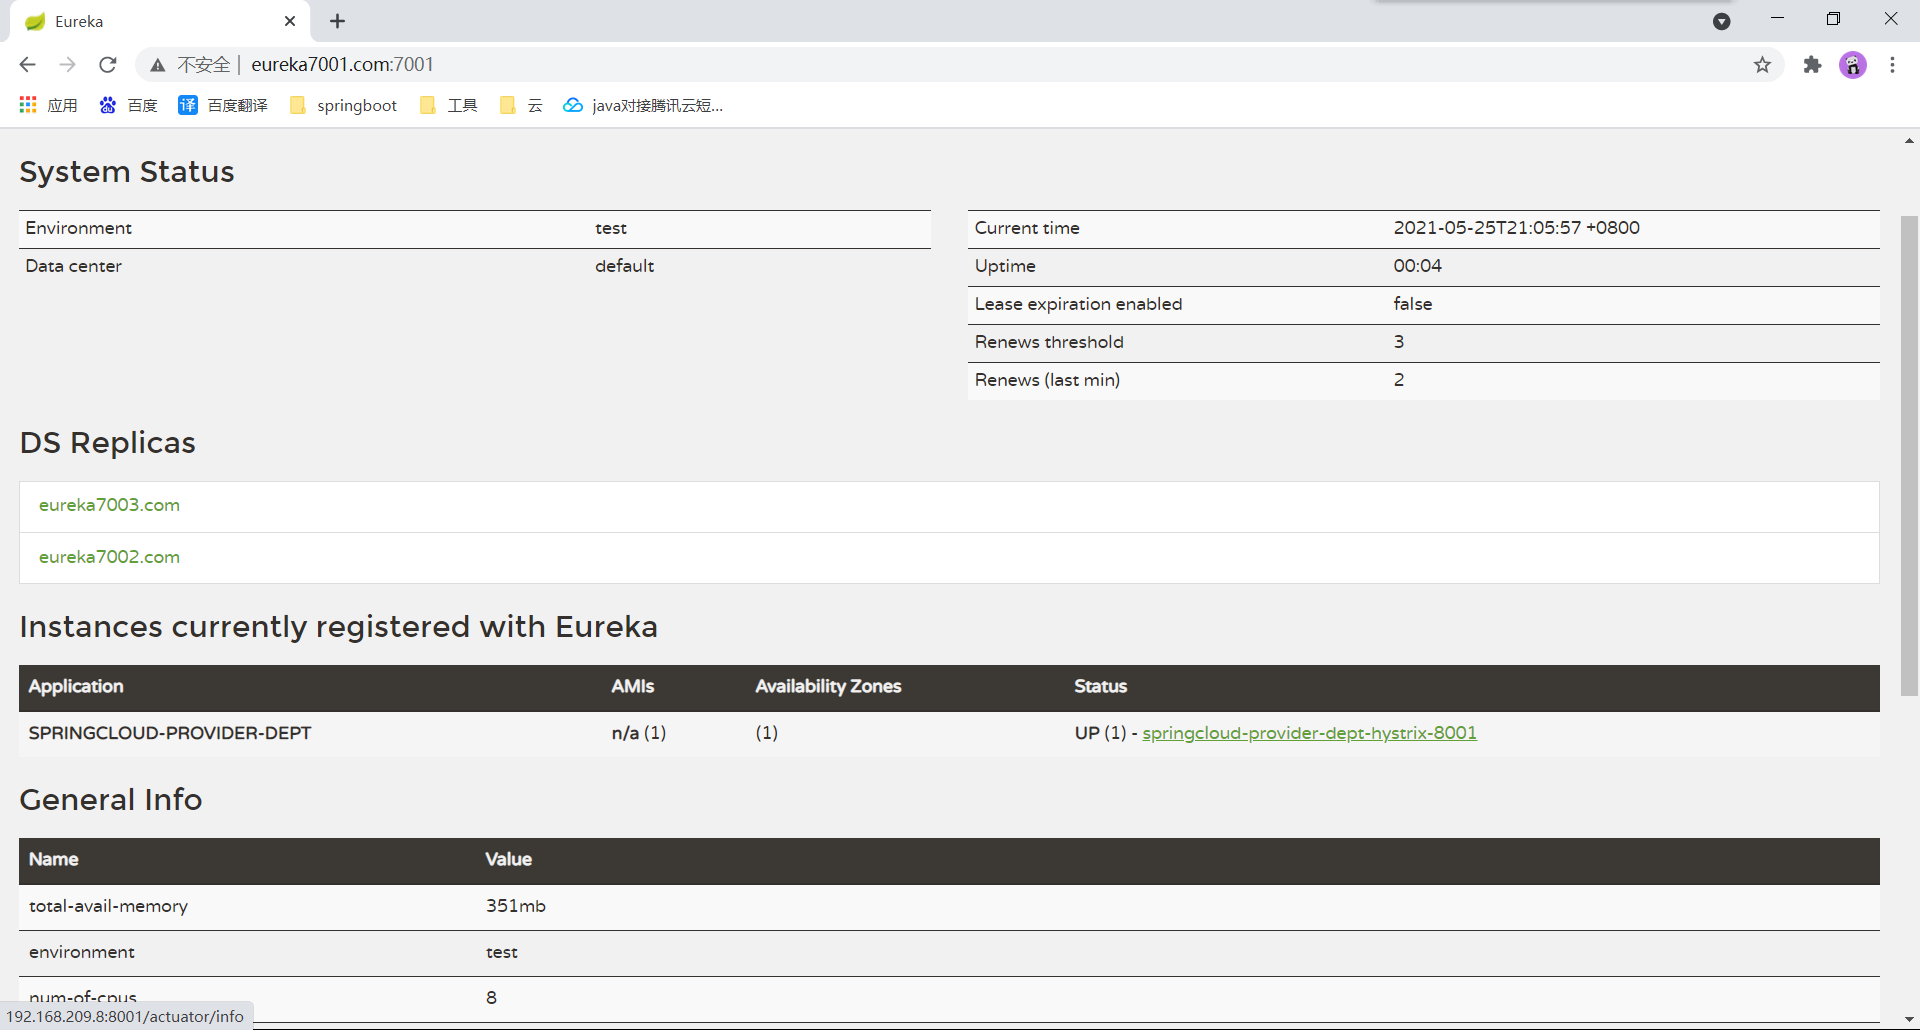 Eureka
不安全 | eureka7001.com:7001
应用 百度 译 百度翻译 springboot 工具 云 java对接腾讯云短...
System Status
Environment test
Data center default
Current time 2021-05-25T21:05:57 +0800
Uptime 00:04
Lease expiration enabled false
Renews threshold 3
Renews (last min) 2
DS Replicas
eureka7003.com
eureka7002.com
Instances currently registered with Eureka
Application AMIs Availability Zones Status
SPRINGCLOUD-PROVIDER-DEPT n/a (1) (1) UP (1) - springcloud-provider-dept-hystrix-8001
General Info
Name Value
total-avail-memory 351mb
environment test
num-of-cpus 8
192.168.209.8:8001/actuator/info